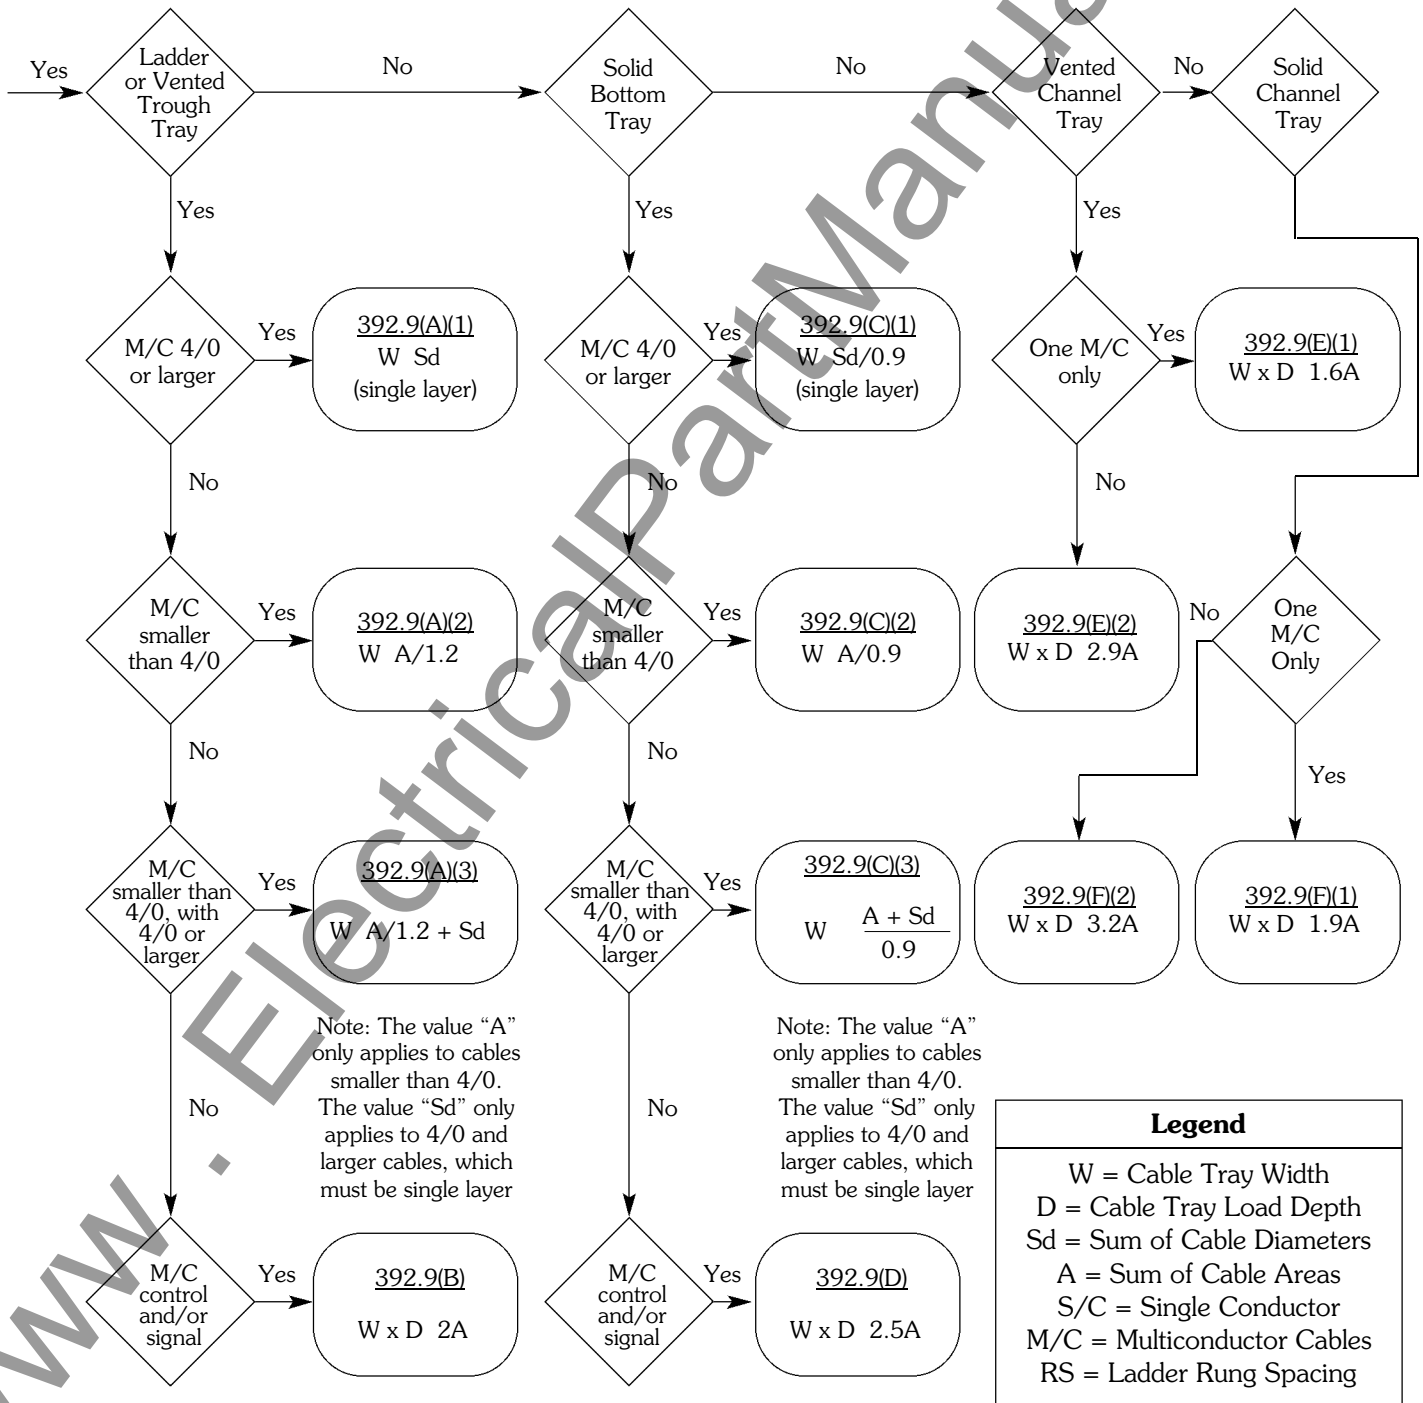 Yes
Ladder
or Vented
Trough
Tray
No
Solid
Bottom
Tray
No
Vented
Channel
Tray
No
Solid
Channel
Tray
Yes
Yes
Yes
M/C 4/0
or larger
Yes
392.9(A)(1)
W Sd
(single layer)
M/C 4/0
or larger
Yes
392.9(C)(1)
W Sd/0.9
(single layer)
One M/C
only
Yes
392.9(E)(1)
W x D 1.6A
No
No
No
M/C
smaller
than 4/0
Yes
392.9(A)(2)
W A/1.2
M/C
smaller
than 4/0
Yes
392.9(C)(2)
W A/0.9
392.9(E)(2)
W x D 2.9A
No
One
M/C
Only
No
No
Yes
M/C
smaller than
4/0, with
4/0 or
larger
Yes
392.9(A)(3)
W A/1.2 + Sd
M/C
smaller than
4/0, with
4/0 or
larger
Yes
392.9(C)(3)
W A + Sd
0.9
392.9(F)(2)
W x D 3.2A
392.9(F)(1)
W x D 1.9A
No
Note: The value “A”
only applies to cables
smaller than 4/0.
The value “Sd” only
applies to 4/0 and
larger cables, which
must be single layer
No
Note: The value “A”
only applies to cables
smaller than 4/0.
The value “Sd” only
applies to 4/0 and
larger cables, which
must be single layer
M/C
control
and/or
signal
Yes
392.9(B)
W x D 2A
M/C
control
and/or
signal
Yes
392.9(D)
W x D 2.5A
Legend
W = Cable Tray Width
D = Cable Tray Load Depth
Sd = Sum of Cable Diameters
A = Sum of Cable Areas
S/C = Single Conductor
M/C = Multiconductor Cables
RS = Ladder Rung Spacing
ww . ElectricalPartManua